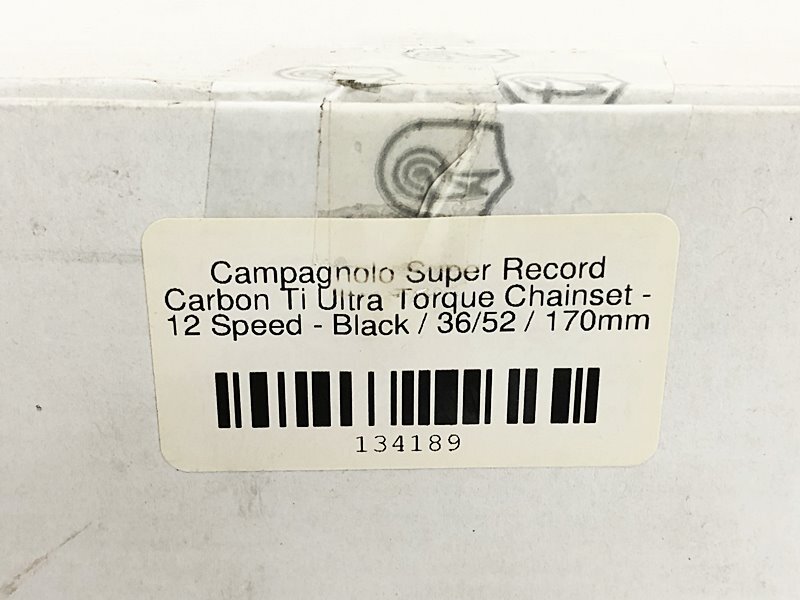 Campagnolo Super Record
Carbon Ti Ultra Torque Chainset -
12 Speed - Black / 36/52 / 170mm
134189